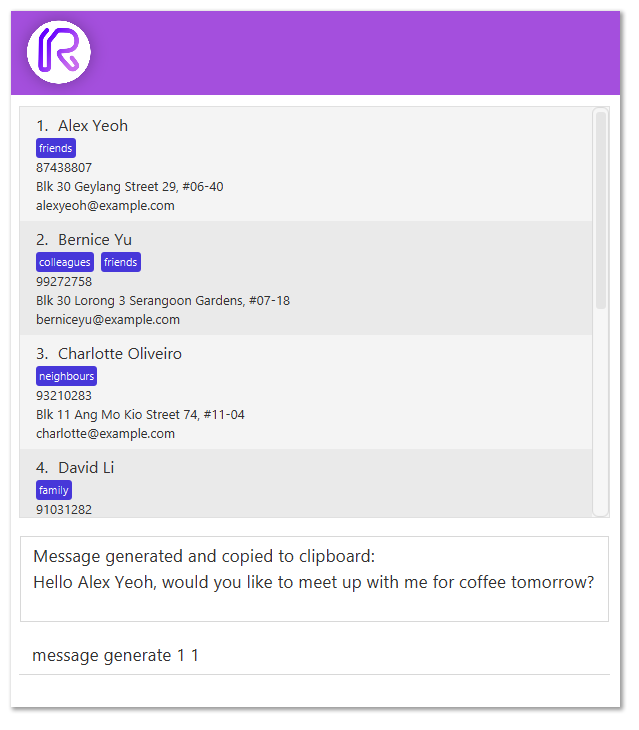 R
1. Alex Yeoh
friends
87438807
Blk 30 Geylang Street 29, #06-40
alexyeoh@example.com
2. Bernice Yu
colleagues friends
99272758
Blk 30 Lorong 3 Serangoon Gardens, #07-18
berniceyu@example.com
3. Charlotte Oliveiro
neighbours
93210283
Blk 11 Ang Mo Kio Street 74, #11-04
charlotte@example.com
4. David Li
family
91031282
Message generated and copied to clipboard:
Hello Alex Yeoh, would you like to meet up with me for coffee tomorrow?
message generate 1 1